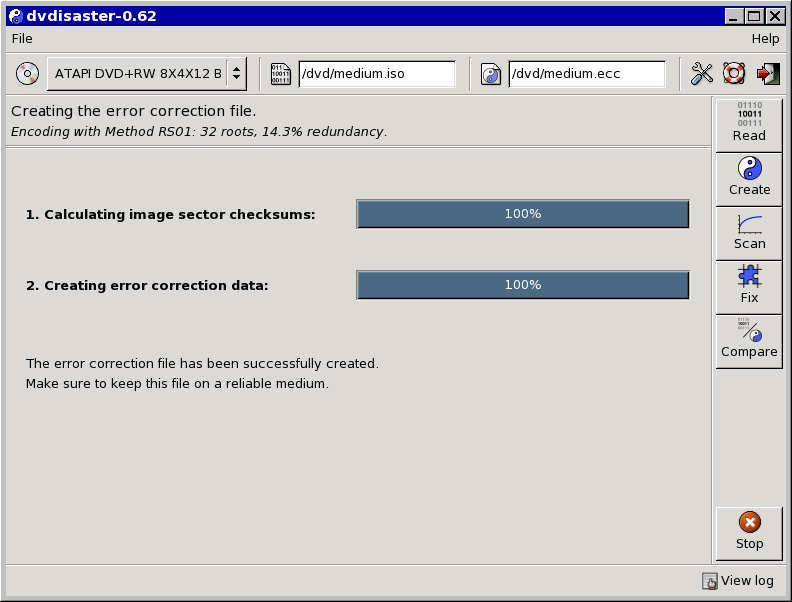 dvdisaster-0.62
File Help
ATAPI DVD+RW 8X4X12 B /dvd/medium.iso /dvd/medium.ecc
Creating the error correction file.
Encoding with Method RS01: 32 roots, 14.3% redundancy.
1. Calculating image sector checksums: 100%
2. Creating error correction data: 100%
The error correction file has been successfully created.
Make sure to keep this file on a reliable medium.
01110
10011
00111
Read
Create
Scan
Fix
Compare
Stop
View log